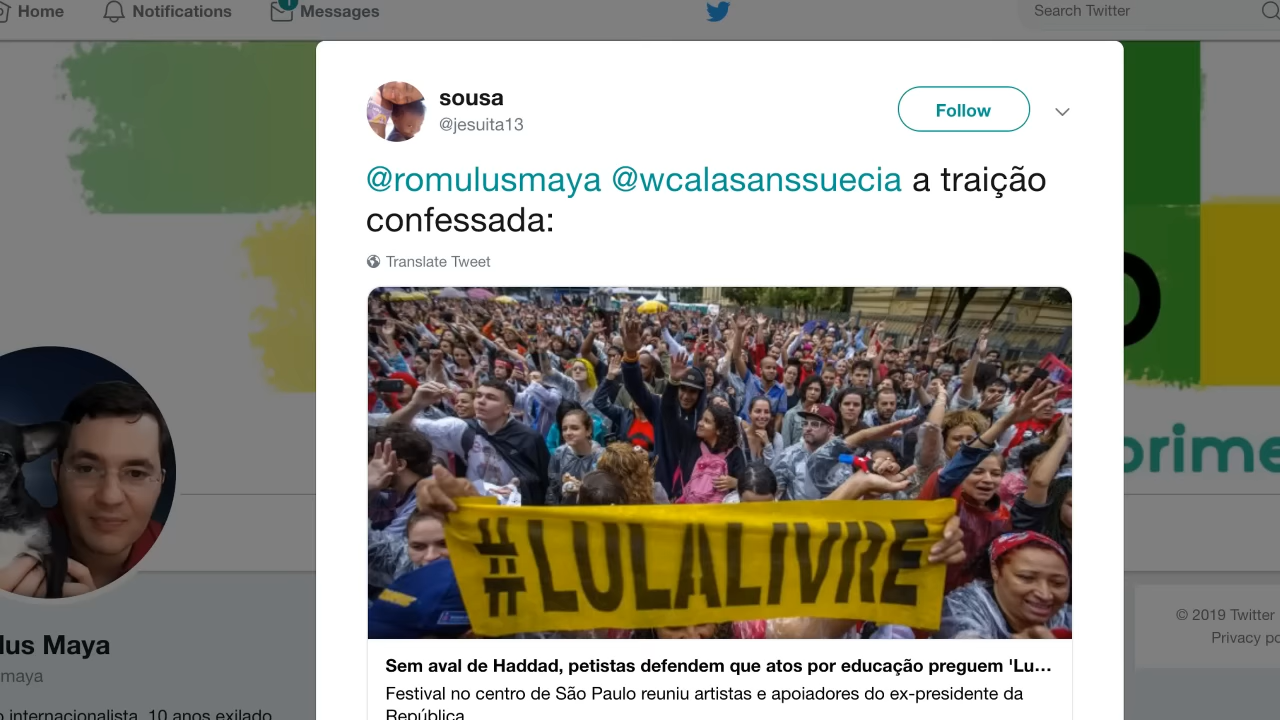 Home
Notifications
1
Messages
Search Twitter
sousa
@jesuita13
Follow
@romulusmaya @wcalasanssuecia a traição
confessada:
Translate Tweet
#LULALIVRE
Sem aval de Haddad, petistas defendem que atos por educação preguem 'Lu...
Festival no centro de São Paulo reuniu artistas e apoiadores do ex-presidente da
República
lus Maya
maya
o internacionalista, 10 anos exilado
O
prime
© 2019 Twitter
Privacy po